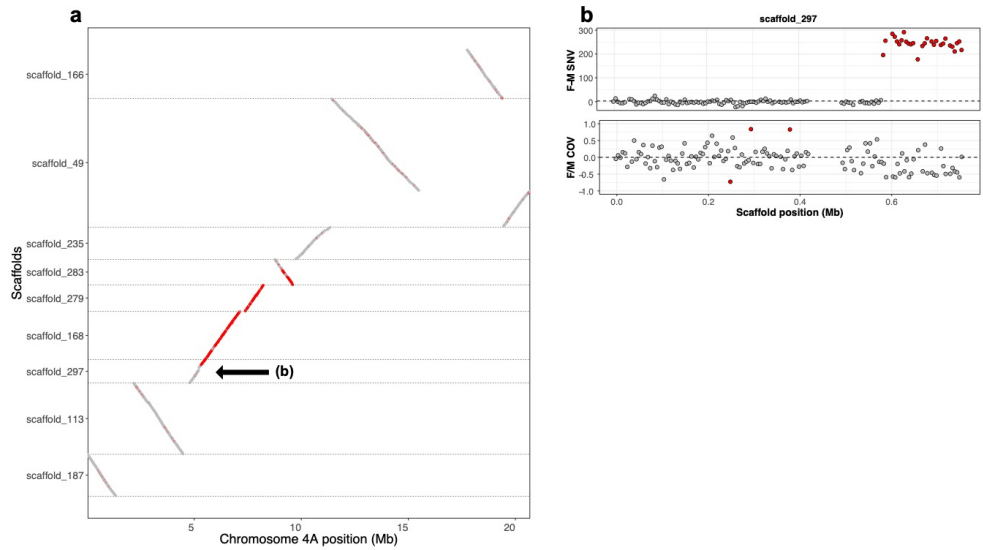 a
scaffold_166
scaffold_49
scaffold_235
scaffold_283
scaffold_279
scaffold_168
scaffold_297
scaffold_113
scaffold_187
Scaffolds
(b)
5
10
15
20
Chromosome 4A position (Mb)
b
scaffold_297
F-M SNV
300
200
100
0
F/M COV
1.0
0.5
0.0
-0.5
-1.0
0.0
0.2
0.4
0.6
Scaffold position (Mb)